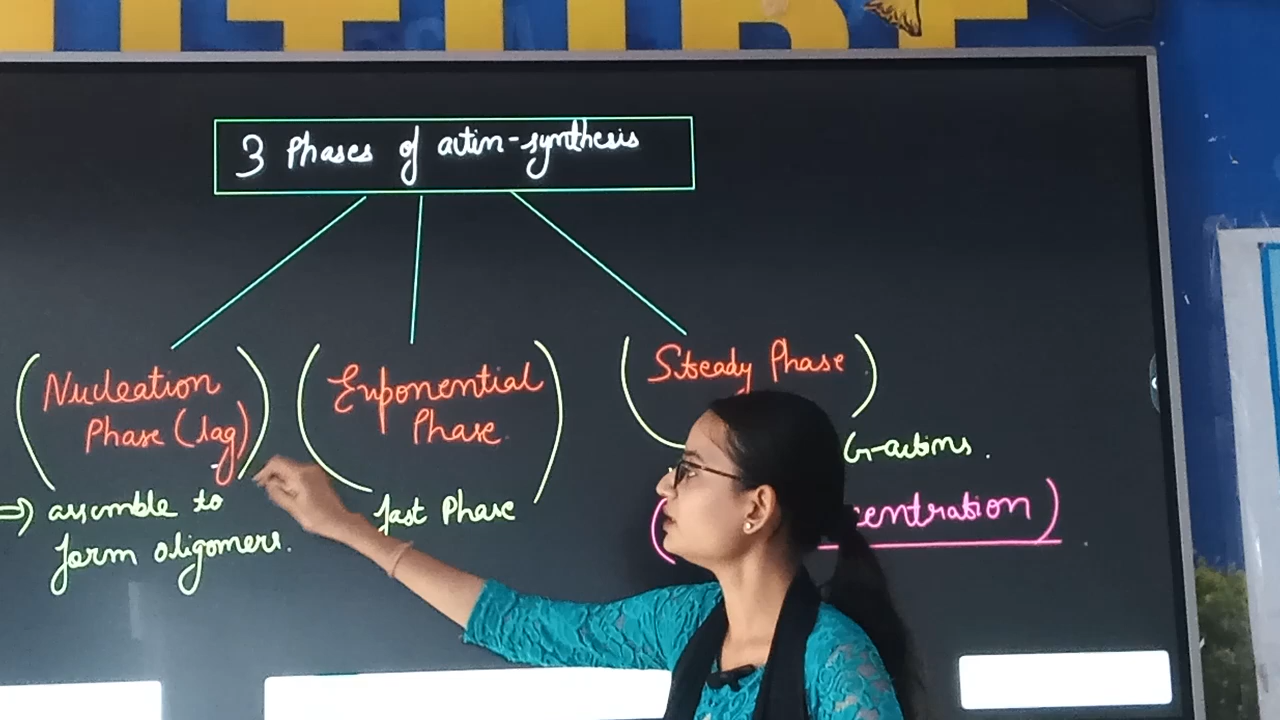 3 Phases of actin-synthesis
Nucleation
Phase (lag)
⇒ assemble to
form oligomers.
Exponential
Phase.
fast Phase
Steady Phase
G-actins.
centration)